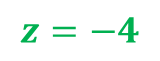 z = −4